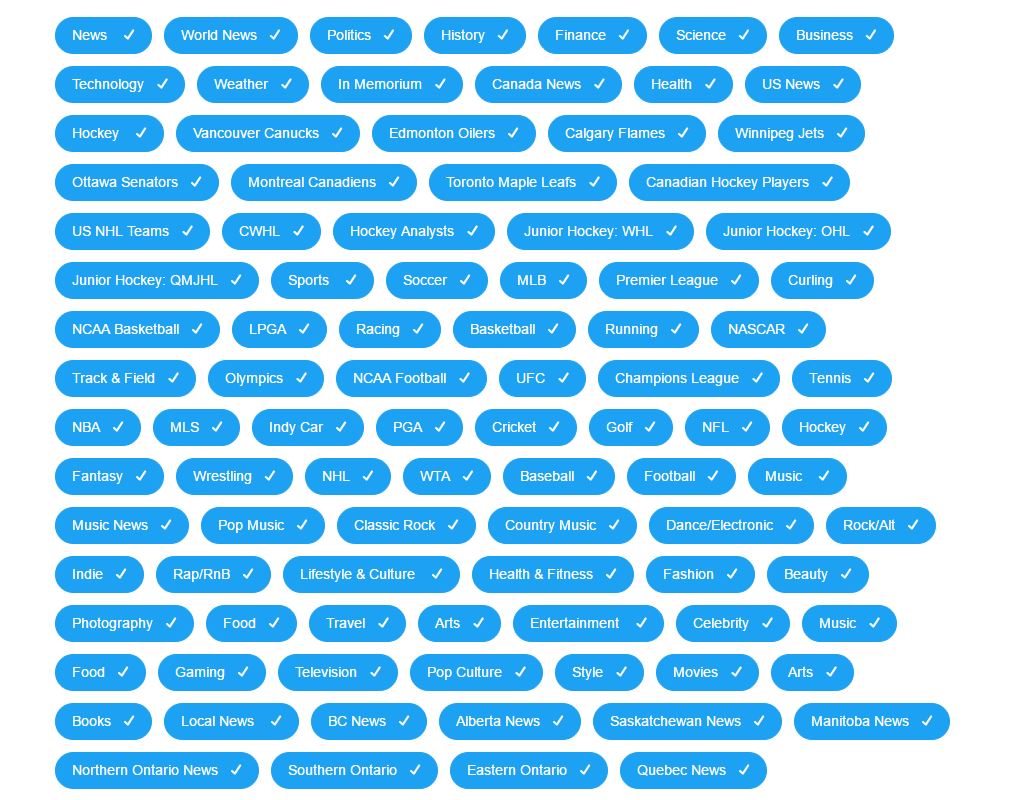 News World News Politics History Finance Science Business
Technology Weather In Memorium Canada News Health US News
Hockey Vancouver Canucks Edmonton Oilers Calgary Flames Winnipeg Jets
Ottawa Senators Montreal Canadiens Toronto Maple Leafs Canadian Hockey Players
US NHL Teams CWHL Hockey Analysts Junior Hockey: WHL Junior Hockey: OHL
Junior Hockey: QMJHL Sports Soccer MLB Premier League Curling
NCAA Basketball LPGA Racing Basketball Running NASCAR
Track & Field Olympics NCAA Football UFC Champions League Tennis
NBA MLS Indy Car PGA Cricket Golf NFL Hockey
Fantasy Wrestling NHL WTA Baseball Football Music
Music News Pop Music Classic Rock Country Music Dance/Electronic Rock/Alt
Indie Rap/RnB Lifestyle & Culture Health & Fitness Fashion Beauty
Photography Food Travel Arts Entertainment Celebrity Music
Food Gaming Television Pop Culture Style Movies Arts
Books Local News BC News Alberta News Saskatchewan News Manitoba News
Northern Ontario News Southern Ontario Eastern Ontario Quebec News